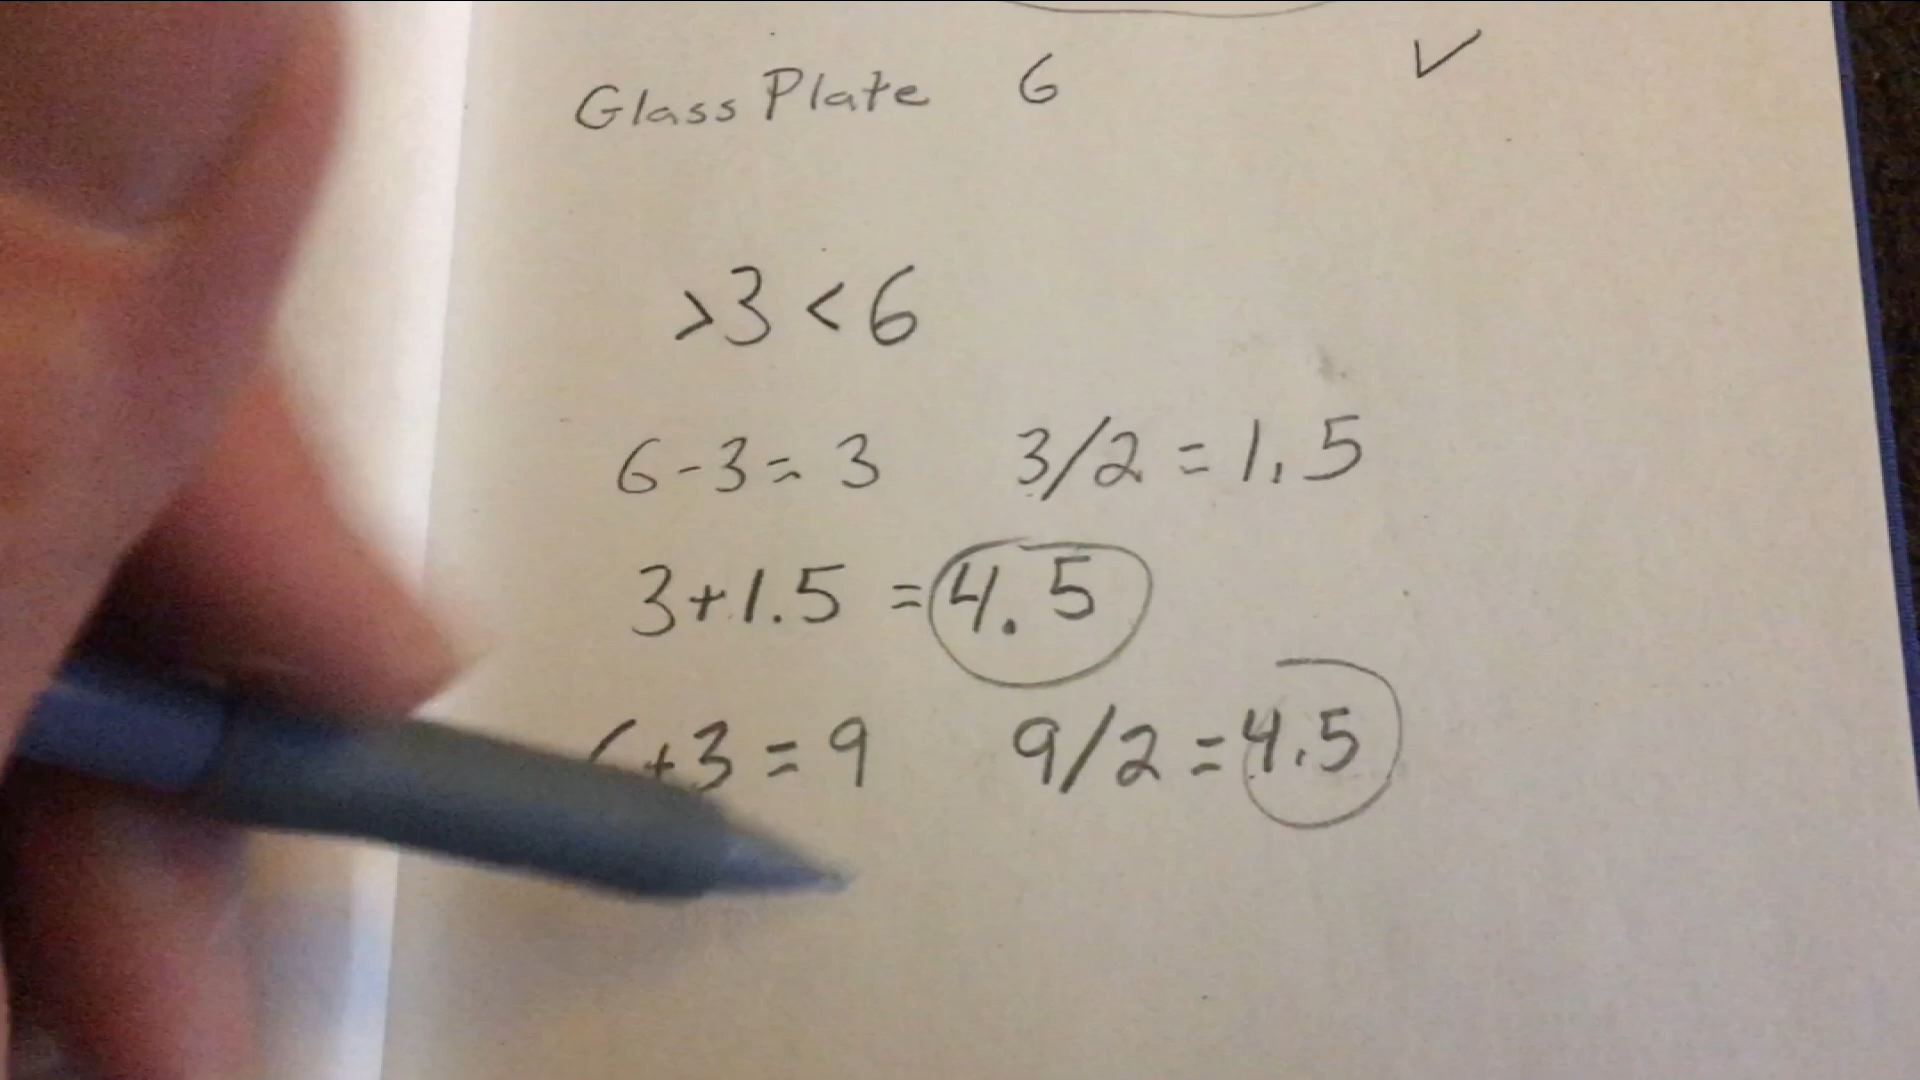 Glass Plate 6 ✓
>3 <6
6-3=3 3/2=1.5
3+1.5=4.5
6+3=9 9/2=4.5